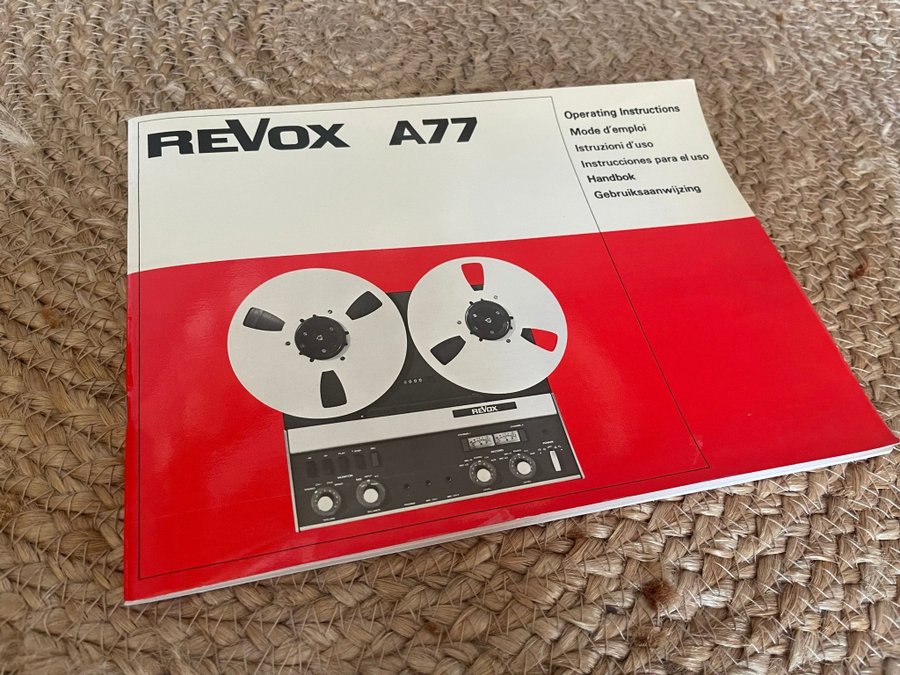 REVOX A77
Operating Instructions
Mode d'emploi
Istruzioni d'uso
Instrucciones para el uso
Handbok
Gebruiksaanwijzing
REVOX